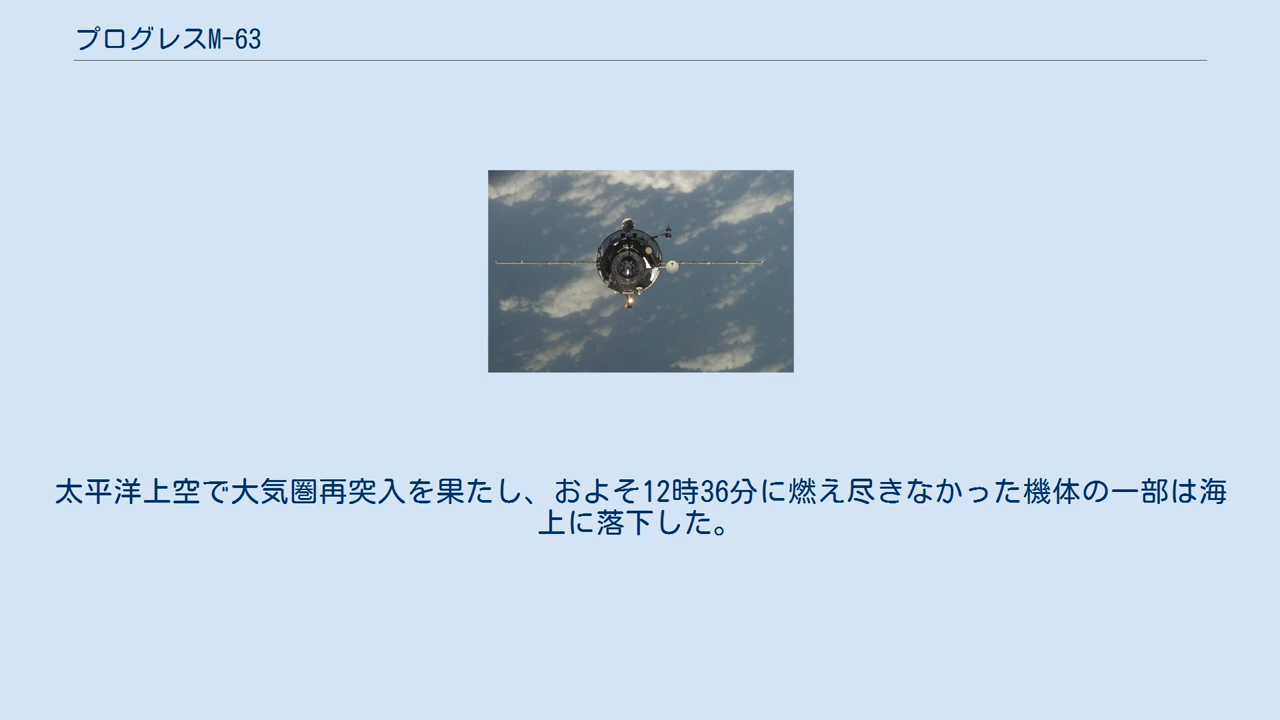 プログレスM-63
太平洋上空で大気圏再突入を果たし、およそ12時36分に燃え尽きなかった機体の一部は海
上に落下した。